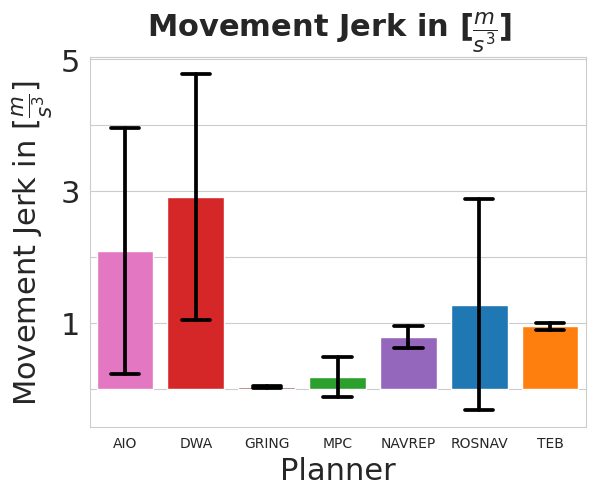 Movement Jerk in [m/s³]
Movement Jerk in [m/s³]
5
3
1
AIO DWA GRING MPC NAVREP ROSNAV TEB
Planner